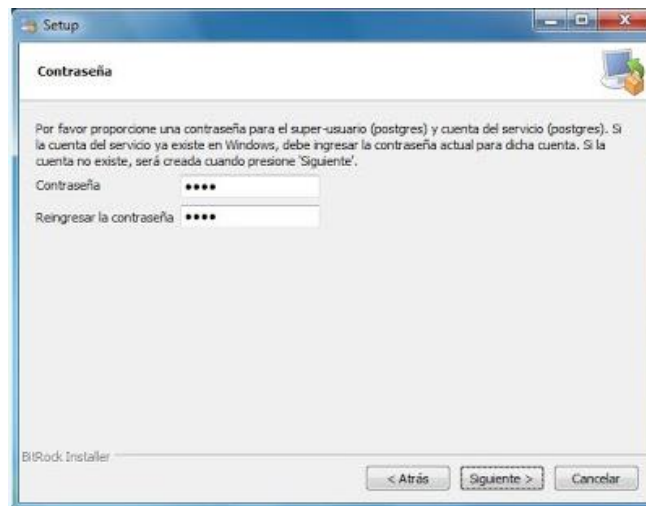 Setup
Contraseña
Por favor proporcione una contraseña para el super-usuario (postgres) y cuenta del servicio (postgres). Si
la cuenta del servicio ya existe en Windows, debe ingresar la contraseña actual para dicha cuenta. Si la
cuenta no existe, será creada cuando presione 'Siguiente'.
Contraseña ••••
Reingresar la contraseña ••••
BitRock Installer
< Atrás Siguiente > Cancelar